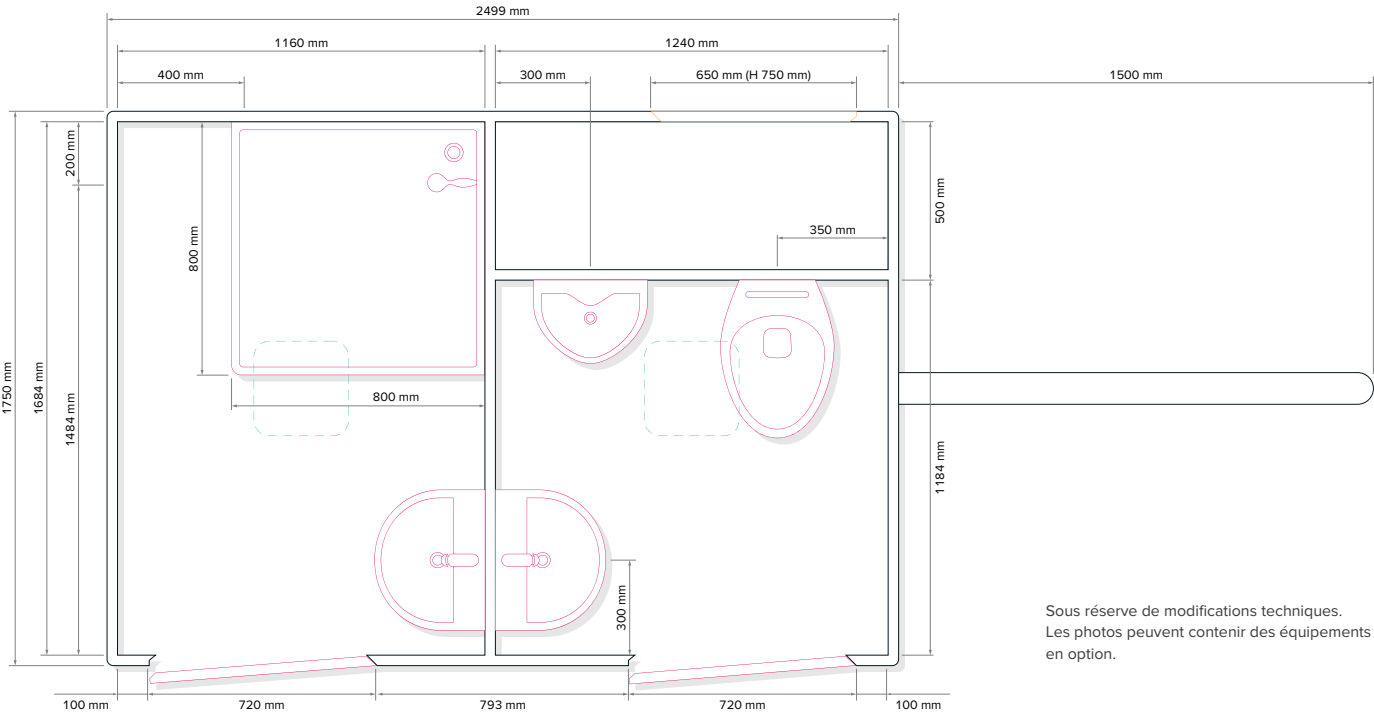 2499 mm
1160 mm
1240 mm
400 mm
300 mm
650 mm (H 750 mm)
1500 mm
200 mm
500 mm
350 mm
800 mm
1750 mm
1684 mm
1484 mm
800 mm
1184 mm
300 mm
Sous réserve de modifications techniques.
Les photos peuvent contenir des équipements
en option.
100 mm
720 mm
793 mm
720 mm
100 mm